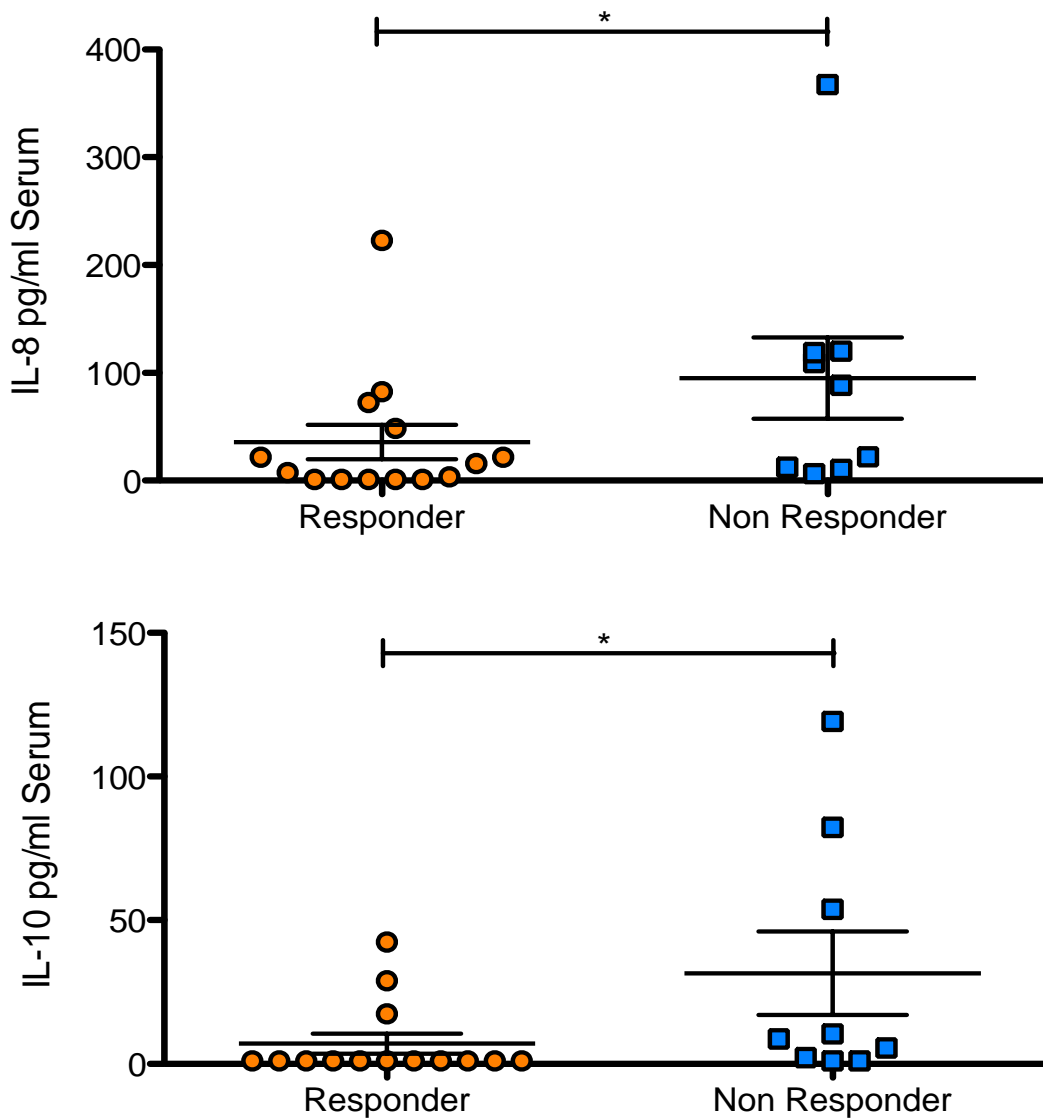 *
400
300
200
100
0
IL-8 pg/ml Serum
Responder Non Responder
*
150
100
50
0
IL-10 pg/ml Serum
Responder Non Responder